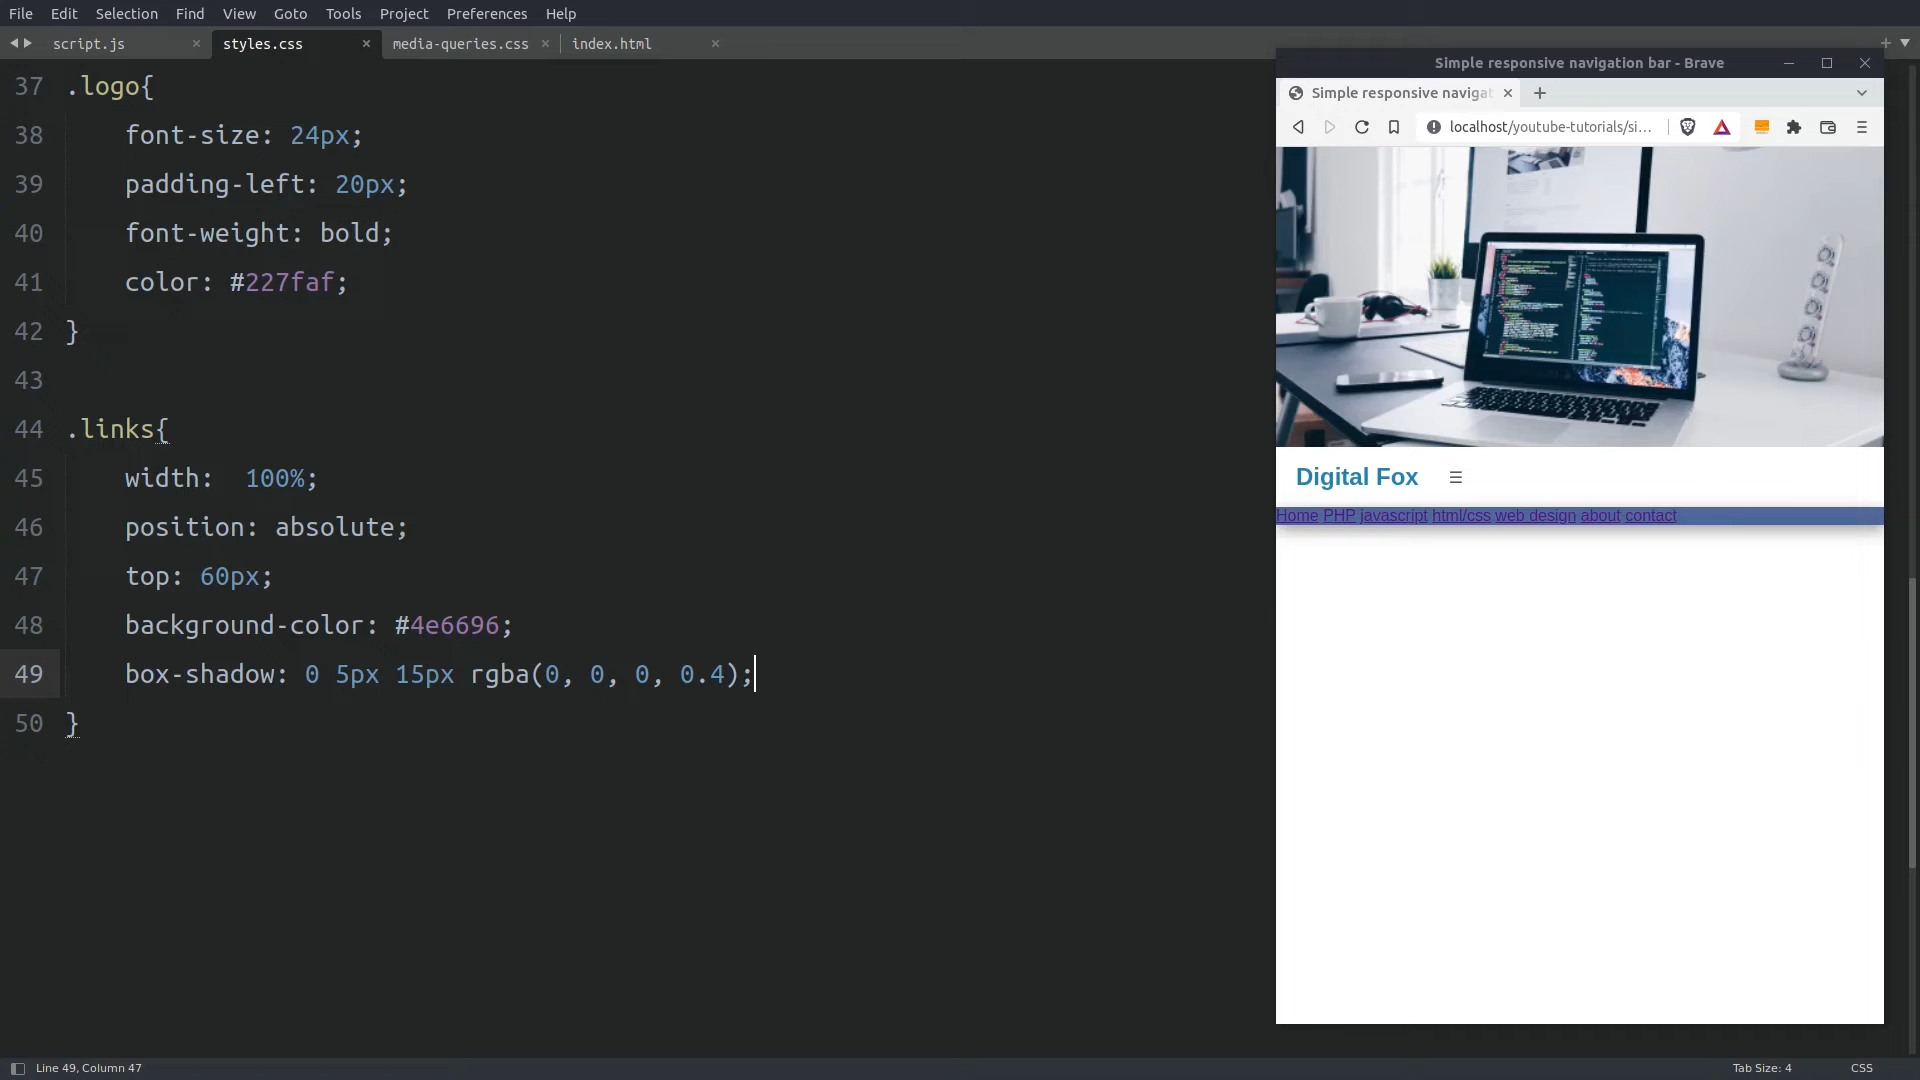 File Edit Selection Find View Goto Tools Project Preferences Help
script.js × styles.css × media-queries.css × index.html ×
37 .logo{
38 font-size: 24px;
39 padding-left: 20px;
40 font-weight: bold;
41 color: #227faf;
42 }
43
44 .links{
45 width:  100%;
46 position: absolute;
47 top: 60px;
48 background-color: #4e6696;
49 box-shadow: 0 5px 15px rgba(0, 0, 0, 0.4);
50 }
Simple responsive navigation bar - Brave
Simple responsive navigat
localhost/youtube-tutorials/si...
Digital Fox ☰
Home PHP javascript html/css web design about contact
Line 49, Column 47
Tab Size: 4 CSS